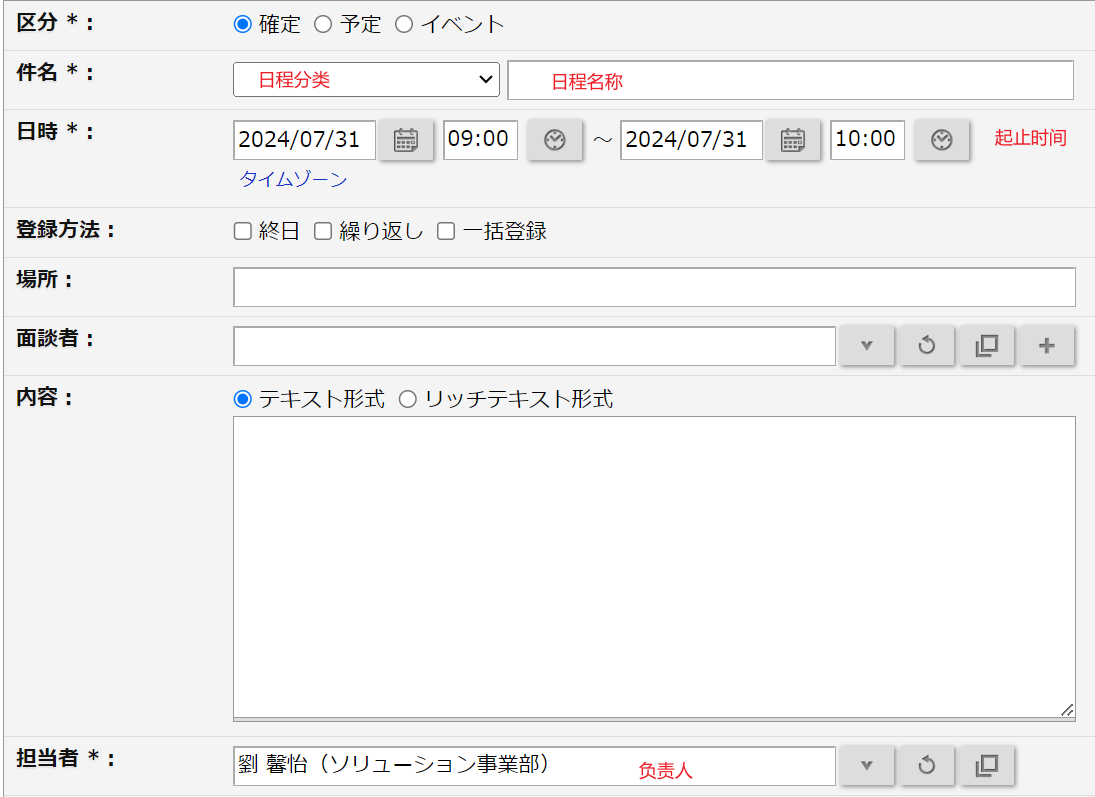 区分 *： 確定 予定 イベント
件名 *： 日程分类 日程名称
日時 *： 2024/07/31 09:00 ～ 2024/07/31 10:00 起止时间
タイムゾーン
登録方法： 終日 繰り返し 一括登録
場所：
面談者：
内容： テキスト形式 リッチテキスト形式
担当者 *： 劉 馨怡（ソリューション事業部） 负责人